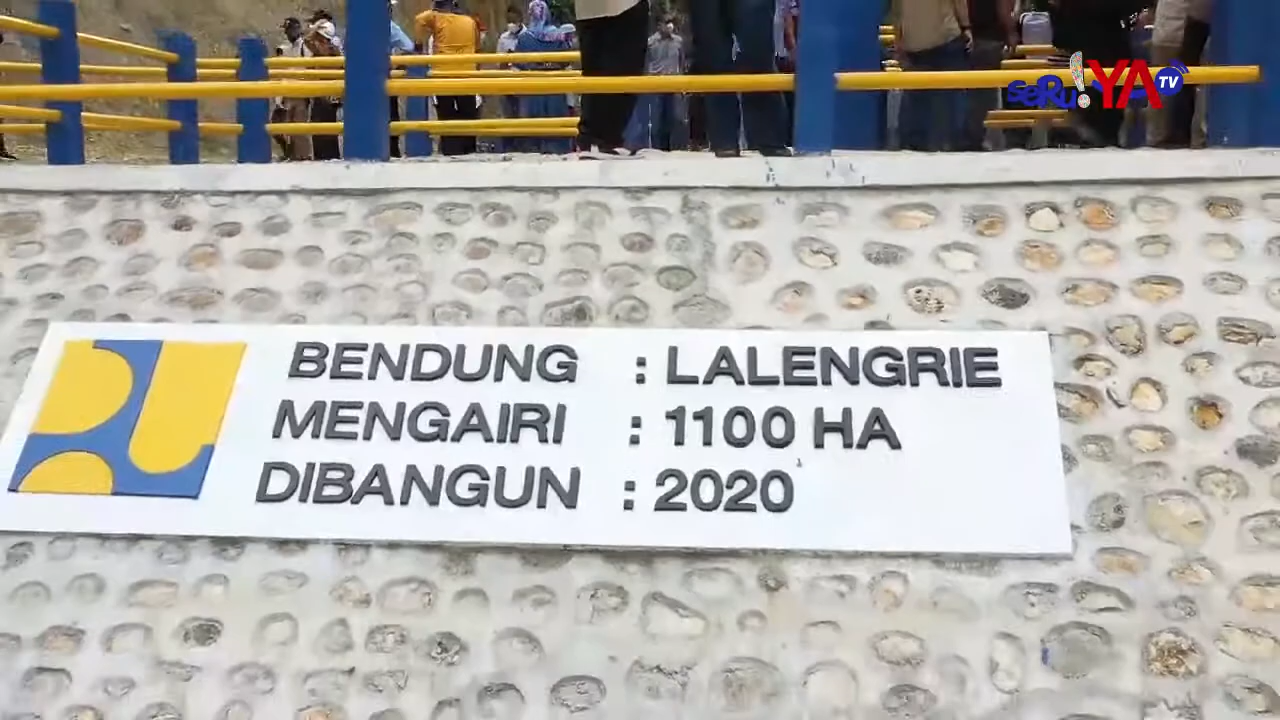 seRu!YA TV
BENDUNG : LALENGRIE
MENGAIRI : 1100 HA
DIBANGUN : 2020